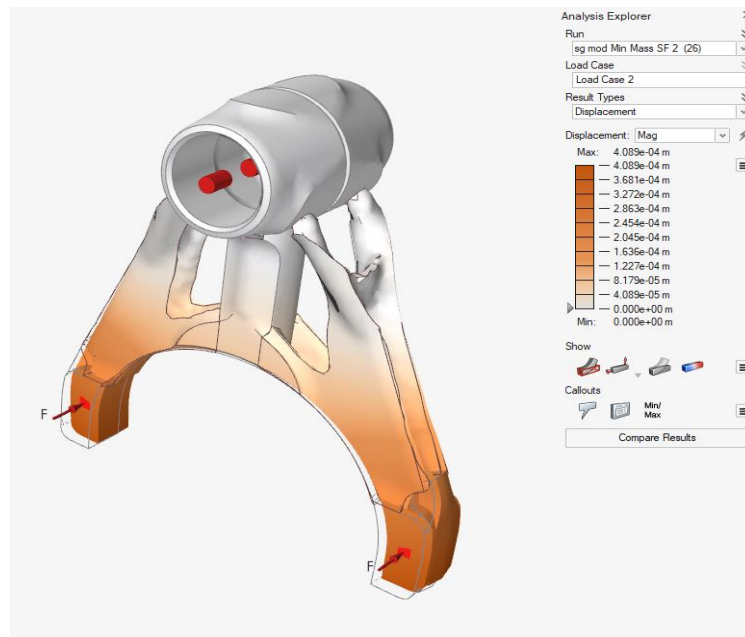 Analysis Explorer
Run
sg mod Min Mass SF 2 (26)
Load Case
Load Case 2
Result Types
Displacement
Displacement: Mag
Max: 4.089e-04 m
4.089e-04 m
3.681e-04 m
3.272e-04 m
2.863e-04 m
2.454e-04 m
2.045e-04 m
1.636e-04 m
1.227e-04 m
8.179e-05 m
4.089e-05 m
0.000e+00 m
Min: 0.000e+00 m
Show
Callouts
Min/
Max
Compare Results
F
F